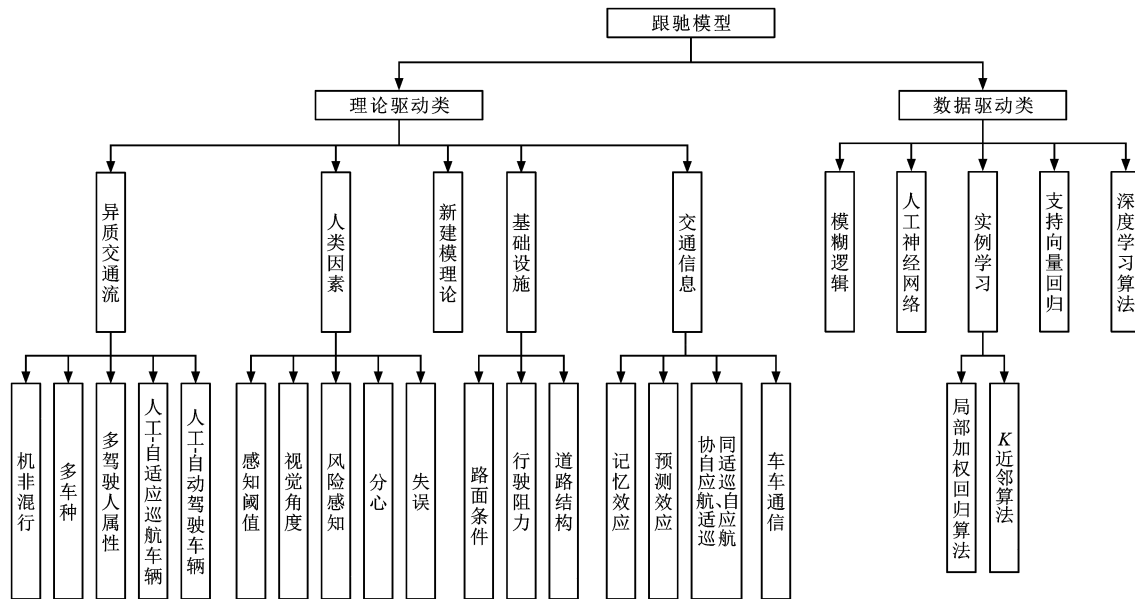 跟驰模型
理论驱动类
数据驱动类
异质交通流
人类因素
新建模理论
基础设施
交通信息
模糊逻辑
人工神经网络
实例学习
支持向量回归
深度学习算法
机非混行
多车种
多驾驶人属性
人工-自适应巡航车辆
人工-自动驾驶车辆
感知阈值
视觉角度
风险感知
分心
失误
路面条件
行驶阻力
道路结构
记忆效应
预测效应
协同自适应巡航、自适应巡航
车车通信
局部加权回归算法
K近邻算法